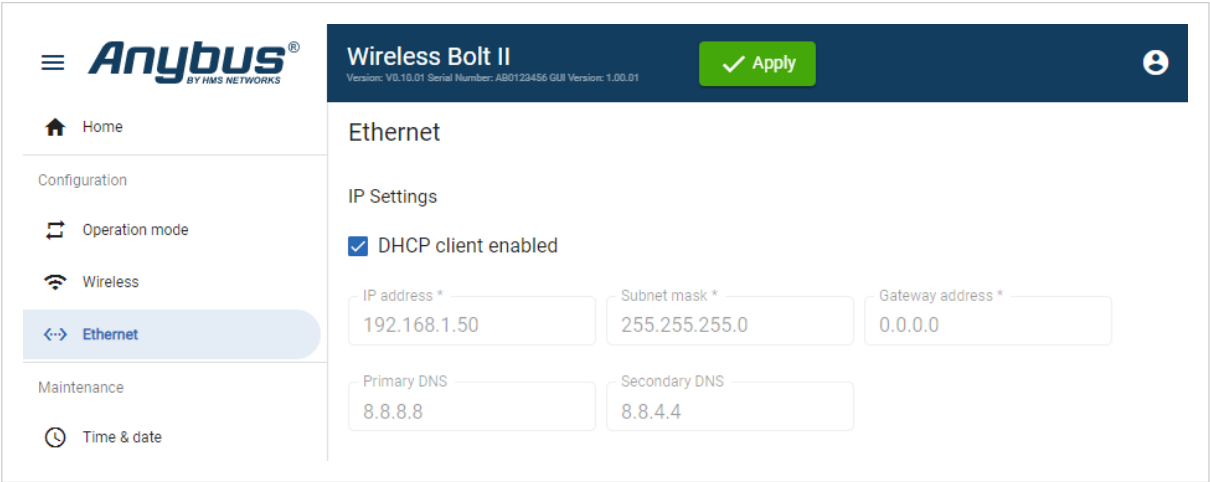 Anybus®
BY HMS NETWORKS
Wireless Bolt II
Version: V0.10.01 Serial Number: AB0123456 GUI Version: 1.00.01
Apply
Home
Configuration
Operation mode
Wireless
Ethernet
Maintenance
Time & date
Ethernet
IP Settings
DHCP client enabled
IP address *
192.168.1.50
Subnet mask *
255.255.255.0
Gateway address *
0.0.0.0
Primary DNS
8.8.8.8
Secondary DNS
8.8.4.4